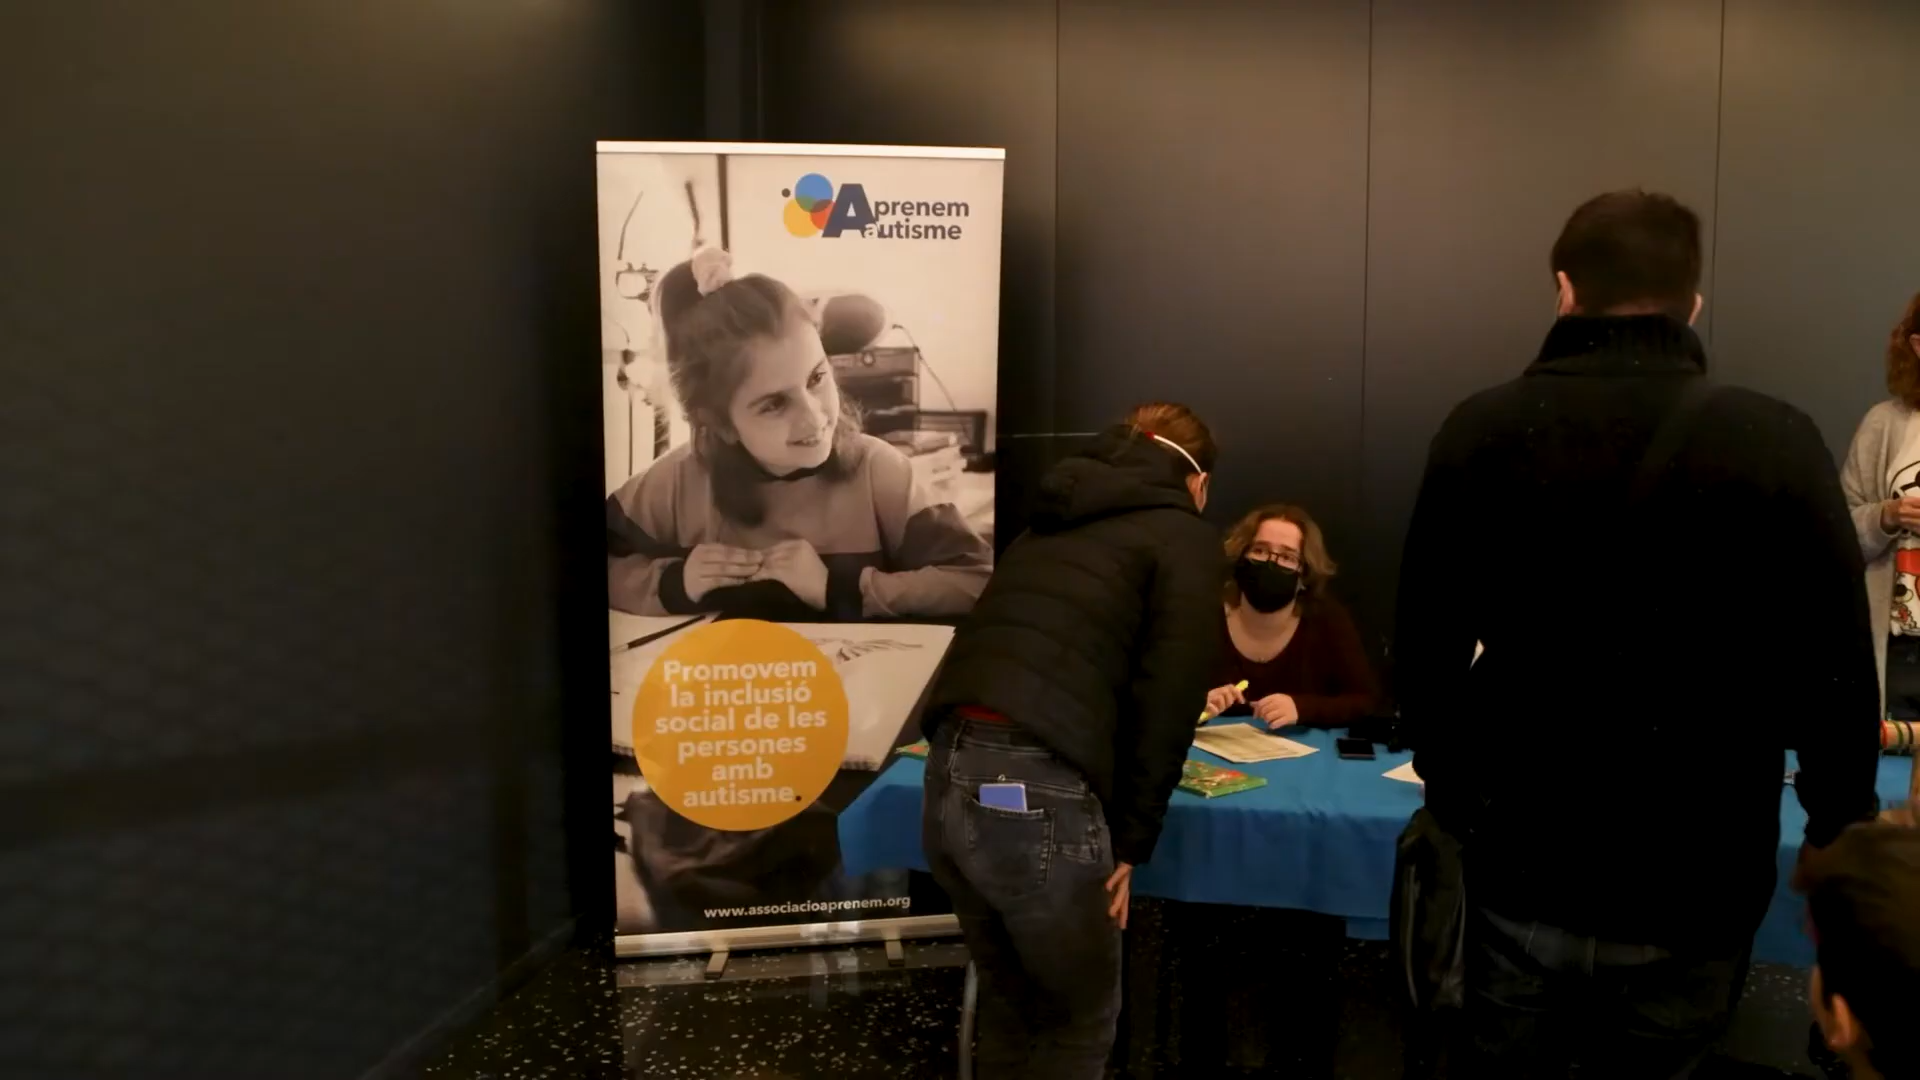 Aprenem
autisme
Promovem
la inclusió
social de les
persones
amb
autisme.
www.associacioaprenem.org